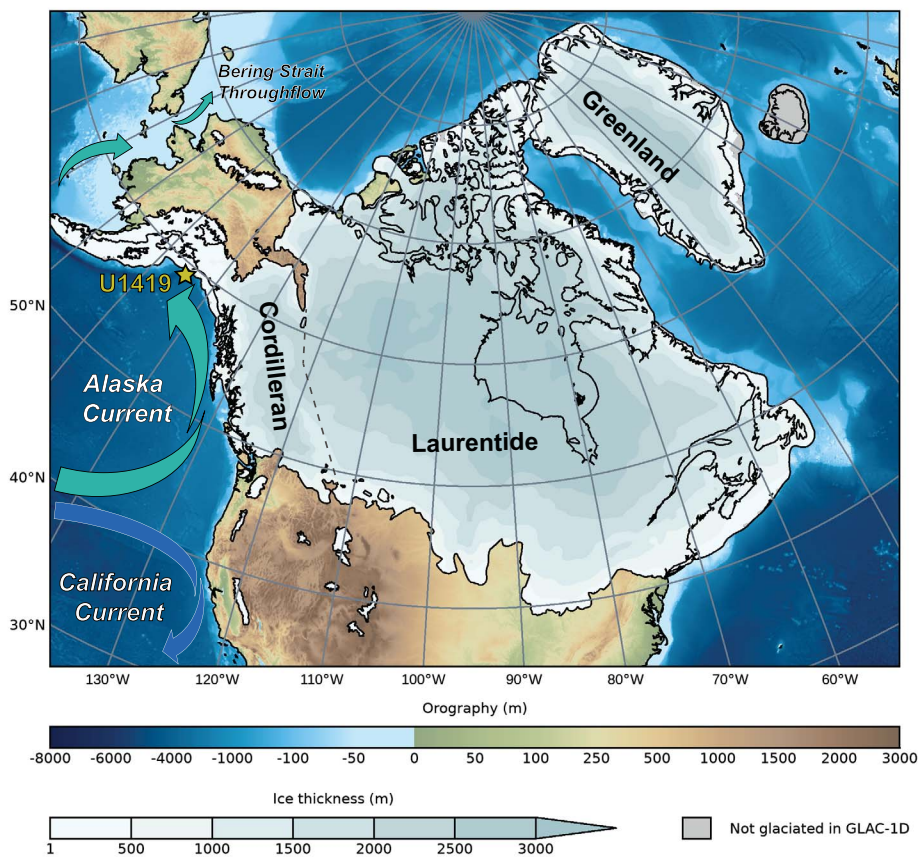 Bering Strait
Throughflow
Greenland
U1419
50°N
Cordilleran
Alaska
Current
Laurentide
40°N
California
Current
30°N
130°W 120°W 110°W 100°W 90°W 80°W 70°W 60°W
Orography (m)
-8000 -6000 -4000 -1000 -100 -50 0 50 100 250 500 1000 1500 2000 3000
Ice thickness (m)
Not glaciated in GLAC-1D
1 500 1000 1500 2000 2500 3000